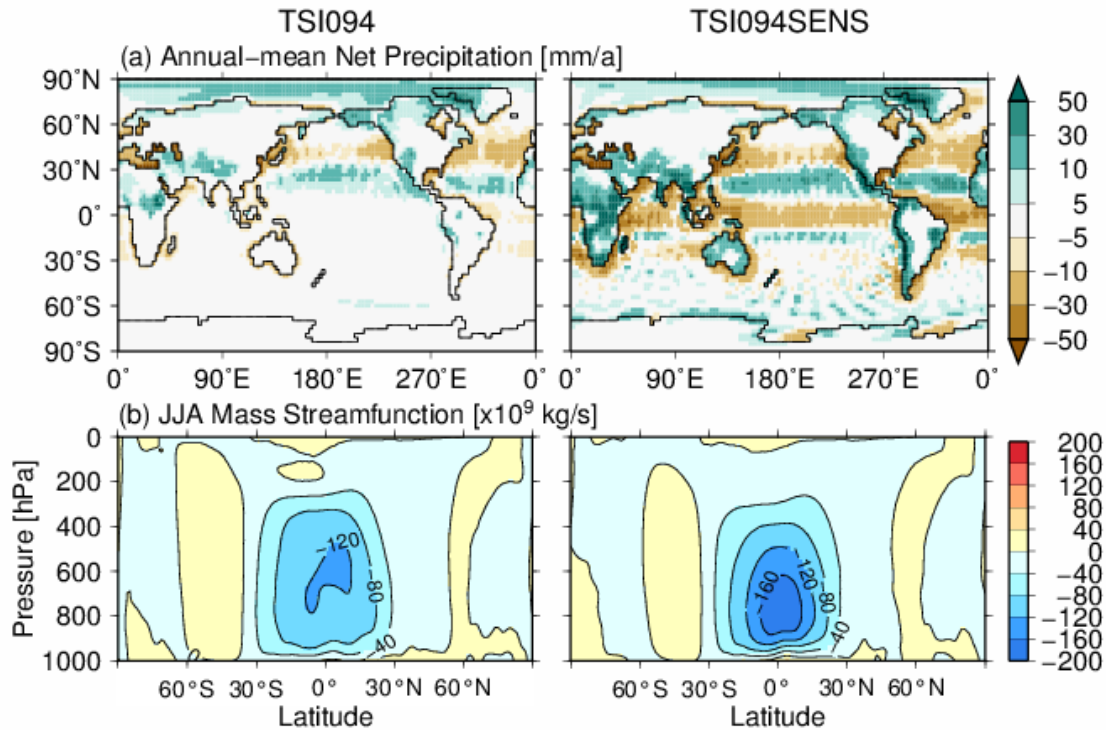 TSI094 TSI094SENS
(a) Annual−mean Net Precipitation [mm/a]
90˚N
60˚N
30˚N
0˚
30˚S
60˚S
90˚S
0˚ 90˚E 180˚E 270˚E 0˚ 90˚E 180˚E 270˚E 0˚
50
30
10
5
−5
−10
−30
−50
(b) JJA Mass Streamfunction [x10⁹ kg/s]
Pressure [hPa]
0
200
400
600
800
1000
−120
−80
−40
0
−160
−120
−80
−40
60˚S 30˚S 0˚ 30˚N 60˚N 60˚S 30˚S 0˚ 30˚N 60˚N
Latitude Latitude
200
160
120
80
40
0
−40
−80
−120
−160
−200